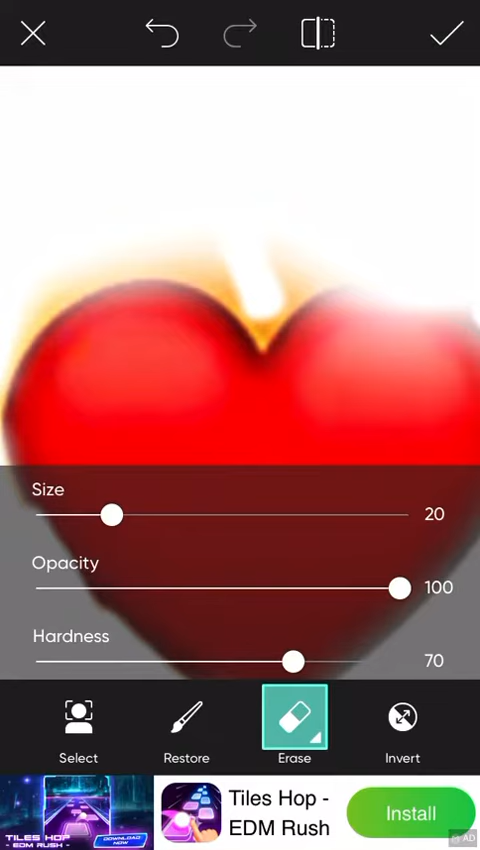 Size
20
Opacity
100
Hardness
70
Select
Restore
Erase
Invert
TILES HOP
- EDM RUSH -
DOWNLOAD
NOW
Tiles Hop -
EDM Rush
Install
AD